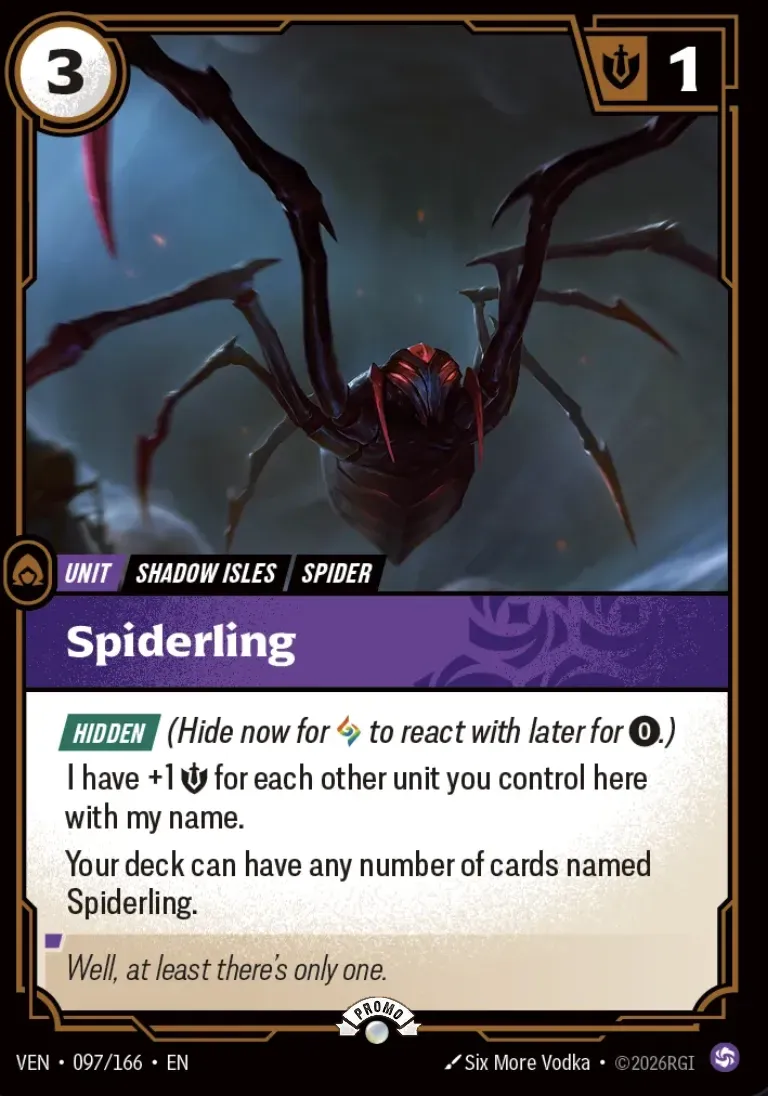 3
1
UNIT SHADOW ISLES SPIDER
Spiderling
HIDDEN (Hide now for to react with later for 0.)
I have +1 for each other unit you control here
with my name.
Your deck can have any number of cards named
Spiderling.
Well, at least there's only one.
PROMO
VEN • 097/166 • EN
Six More Vodka • ©2026RGI